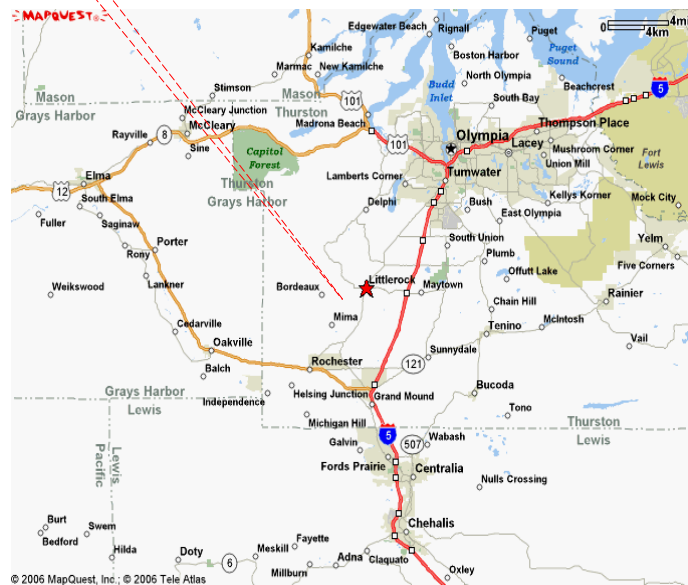 MAPQUEST
Edgewater Beach
Rignall
Puget
0 4mi
4km
Kamilche
Boston Harbor
Puget
Sound
Marmac
New Kamilche
Budd
Inlet
North Olympia
Beachcrest
Stimson
Mason
Grays Harbor
Mason
Thurston
101
South Bay
5
McCleary Junction
Madrona Beach
Thompson Place
McCleary
8
Rayville
Sine
Capitol
Forest
101
Olympia
Lacey
Mushroom Corner
Union Mill
Fort
Lewis
Elma
12
Thurston
Grays Harbor
Lamberts Corner
Tumwater
South Elma
Delphi
Bush
Kellys Korner
Mock City
Fuller
Saginaw
East Olympia
Porter
South Union
Yelm
Rony
Plumb
Five Corners
Lankner
Littlerock
Offutt Lake
Weikswood
Bordeaux
Maytown
Rainier
Chain Hill
Mima
McIntosh
Cedarville
Tenino
Vail
Oakville
Sunnydale
Rochester
121
Balch
Grays Harbor
Lewis
Independence
Helsing Junction
Grand Mound
Bucoda
Tono
Michigan Hill
Thurston
Lewis
5
Galvin
507
Wabash
Lewis
Pacific
Fords Prairie
Centralia
Nulls Crossing
Burt
Swem
Chehalis
Bedford
Fayette
Hilda
Doty
6
Meskill
Adna
Claquato
Millburn
Oxley
© 2006 MapQuest, Inc.; © 2006 Tele Atlas